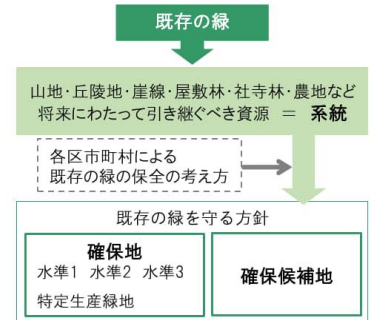 既存の緑
山地・丘陵地・崖線・屋敷林・社寺林・農地など
将来にわたって引き継ぐべき資源 = 系統
各区市町村による
既存の緑の保全の考え方
既存の緑を守る方針
確保地
水準1 水準2 水準3
特定生産緑地
確保候補地